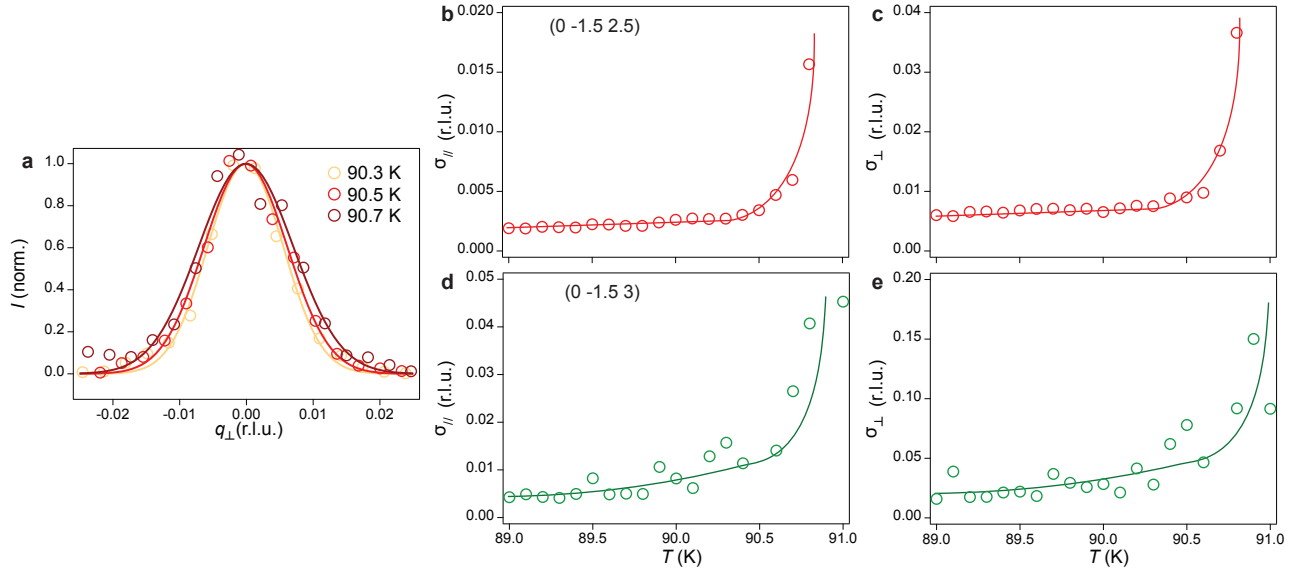 a
I (norm.)
1.0
0.8
0.6
0.4
0.2
0.0
90.3 K
90.5 K
90.7 K
-0.02
-0.01
0.00
0.01
0.02
q⊥(r.l.u.)
b
(0 -1.5 2.5)
σ// (r.l.u.)
0.020
0.015
0.010
0.005
0.000
c
σ⊥ (r.l.u.)
0.04
0.03
0.02
0.01
0.00
d
(0 -1.5 3)
σ// (r.l.u.)
0.05
0.04
0.03
0.02
0.01
0.00
89.0
89.5
90.0
90.5
91.0
T (K)
e
σ⊥ (r.l.u.)
0.20
0.15
0.10
0.05
0.00
89.0
89.5
90.0
90.5
91.0
T (K)